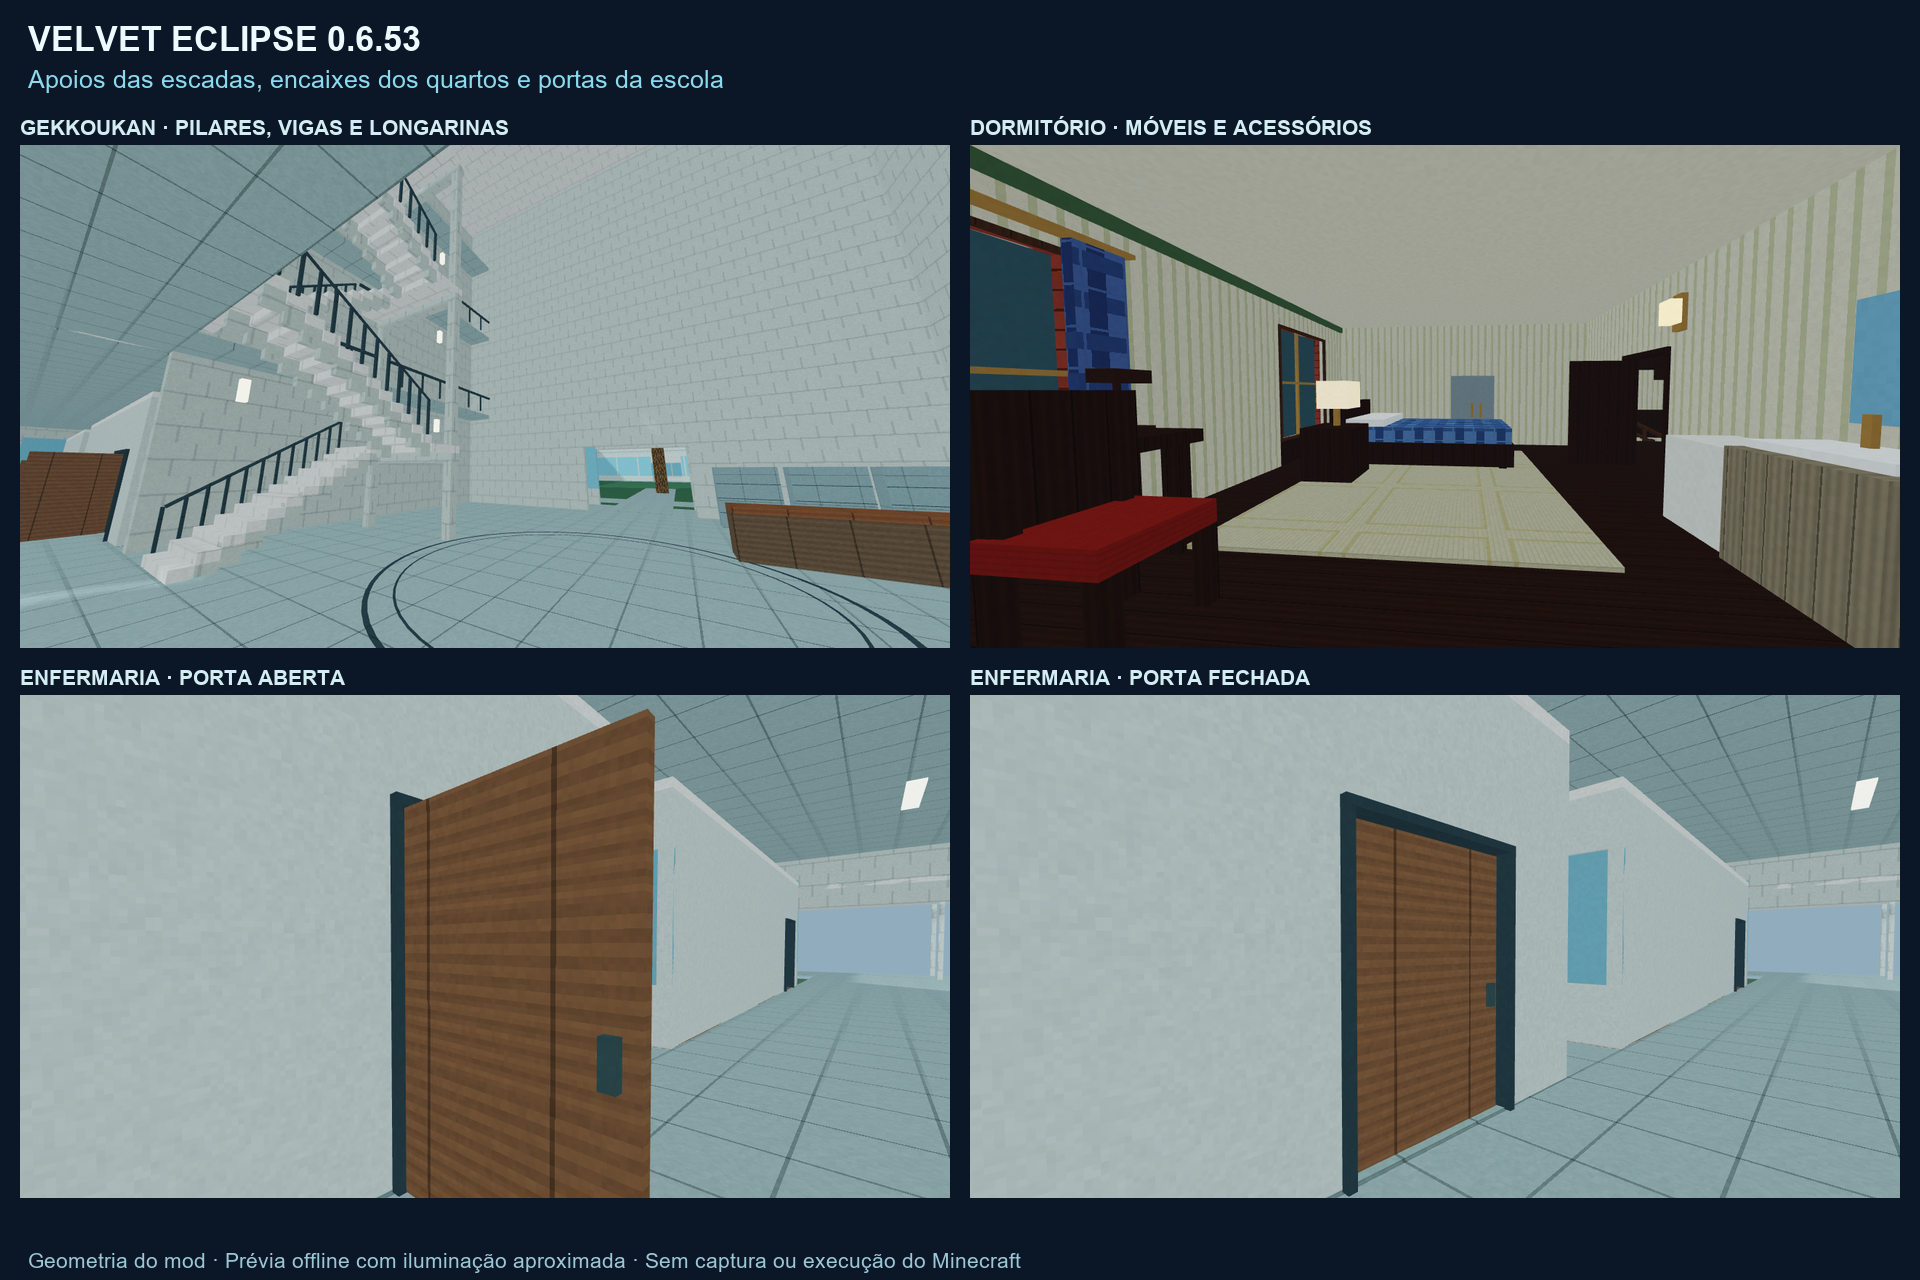 VELVET ECLIPSE 0.6.53
Apoios das escadas, encaixes dos quartos e portas da escola
GEKKOUKAN · PILARES, VIGAS E LONGARINAS
DORMITÓRIO · MÓVEIS E ACESSÓRIOS
ENFERMARIA · PORTA ABERTA
ENFERMARIA · PORTA FECHADA
Geometria do mod · Prévia offline com iluminação aproximada · Sem captura ou execução do Minecraft